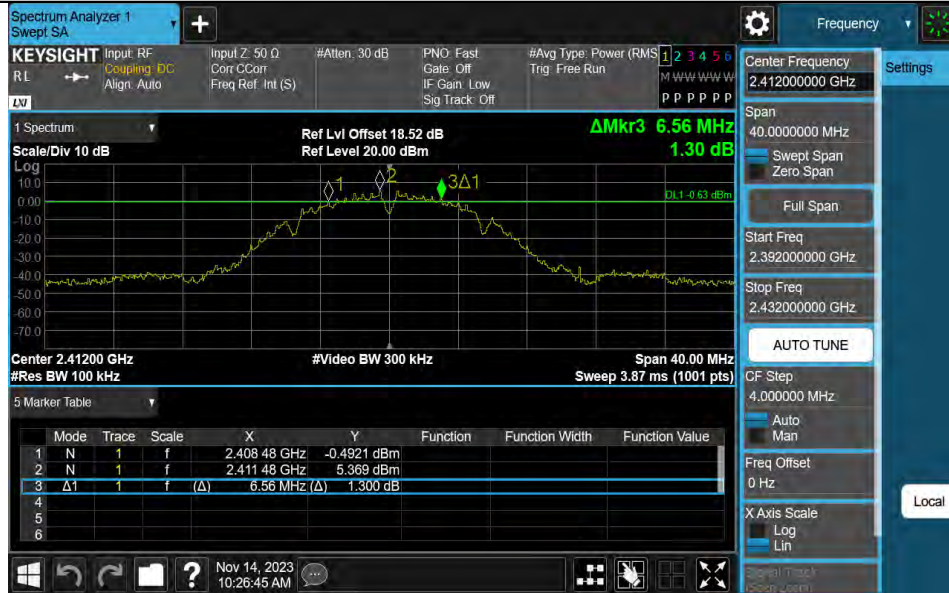 Spectrum Analyzer 1
Swept SA
+
Frequency
KEYSIGHT
RL
LXI
Input: RF
Coupling: DC
Align: Auto
Input Z: 50 Ω
Corr CCorr
Freq Ref: Int (S)
#Atten: 30 dB
PNO: Fast
Gate: Off
IF Gain: Low
Sig Track: Off
#Avg Type: Power (RMS
Trig: Free Run
1 2 3 4 5 6
M W W W W W
P P P P P P
1 Spectrum
Scale/Div 10 dB
Ref Lvl Offset 18.52 dB
Ref Level 20.00 dBm
ΔMkr3 6.56 MHz
1.30 dB
Log
10.0
0.00
-10.0
-20.0
-30.0
-40.0
-50.0
-60.0
-70.0
1
2
3Δ1
DL1 -0.63 dBm
Center 2.41200 GHz
#Res BW 100 kHz
#Video BW 300 kHz
Span 40.00 MHz
Sweep 3.87 ms (1001 pts)
5 Marker Table
Mode Trace Scale X Y Function Function Width Function Value
1 N 1 f 2.408 48 GHz -0.4921 dBm
2 N 1 f 2.411 48 GHz 5.369 dBm
3 Δ1 1 f (Δ) 6.56 MHz (Δ) 1.300 dB
4
5
6
Center Frequency
2.412000000 GHz
Settings
Span
40.0000000 MHz
Swept Span
Zero Span
Full Span
Start Freq
2.392000000 GHz
Stop Freq
2.432000000 GHz
AUTO TUNE
CF Step
4.000000 MHz
Auto
Man
Freq Offset
0 Hz
Local
X Axis Scale
Log
Lin
Signal Track
(Span Zoom)
?
Nov 14, 2023
10:26:45 AM